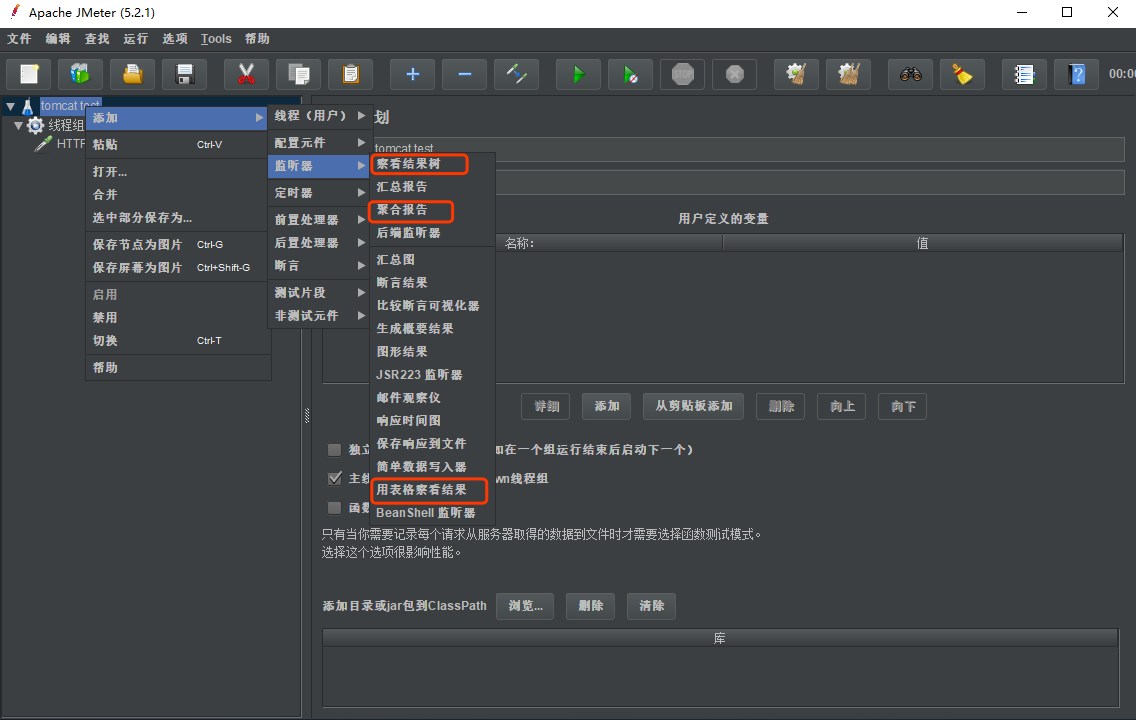 Apache JMeter (5.2.1)
文件 编辑 查找 运行 选项 Tools 帮助
STOP
00:00
tomcat test
线程组
HTTP
添加
粘贴 Ctrl-V
打开...
合并
选中部分保存为...
保存节点为图片 Ctrl-G
保存屏幕为图片 Ctrl+Shift-G
启用
禁用
切换 Ctrl-T
帮助
线程（用户）
配置元件
监听器
定时器
前置处理器
后置处理器
断言
测试片段
非测试元件
察看结果树
汇总报告
聚合报告
后端监听器
汇总图
断言结果
比较断言可视化器
生成概要结果
图形结果
JSR223 监听器
邮件观察仪
响应时间图
保存响应到文件
简单数据写入器
用表格察看结果
BeanShell 监听器
划
tomcat test
用户定义的变量
名称: 值
详细 添加 从剪贴板添加 删除 向上 向下
独立
如在一个组运行结束后启动下一个）
主线
wn线程组
函数
只有当你需要记录每个请求从服务器取得的数据到文件时才需要选择函数测试模式。
选择这个选项很影响性能。
添加目录或jar包到ClassPath 浏览... 删除 清除
库